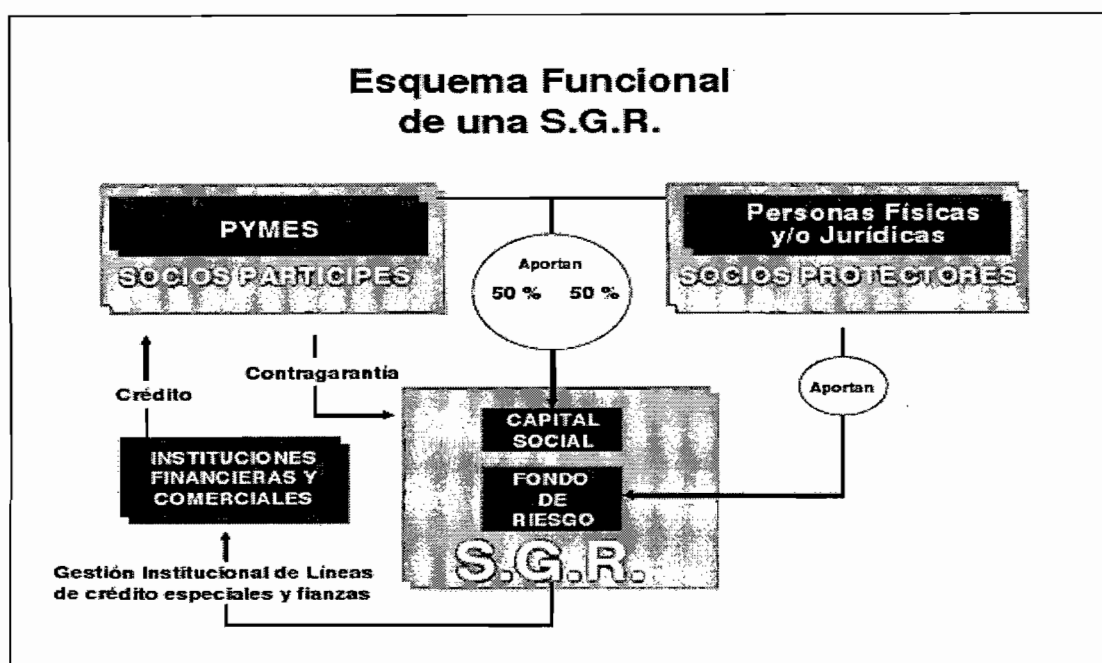 Esquema Funcional
de una S.G.R.
PYMES
SOCIOS PARTICIPES
Personas Físicas
y/o Jurídicas
SOCIOS PROTECTORES
Aportan
50 % 50 %
Aportan
Crédito
Contragarantía
INSTITUCIONES
FINANCIERAS Y
COMERCIALES
CAPITAL
SOCIAL
FONDO
DE
RIESGO
S.G.R.
Gestión Institucional de Líneas
de crédito especiales y fianzas